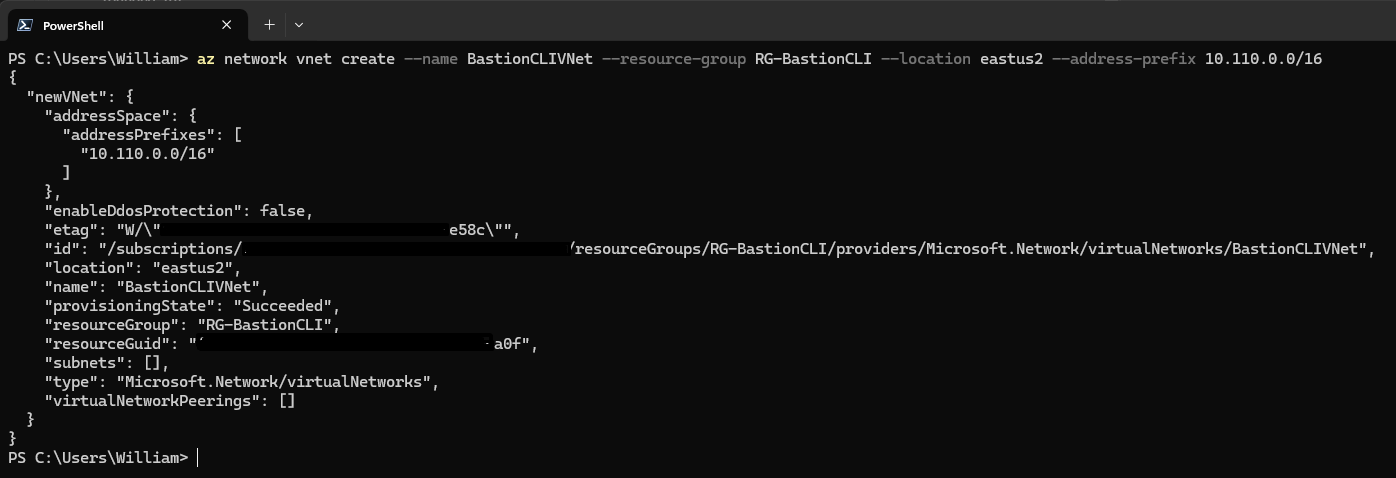 PowerShell
PS C:\Users\William> az network vnet create --name BastionCLIVNet --resource-group RG-BastionCLI --location eastus2 --address-prefix 10.110.0.0/16
{
  "newVNet": {
    "addressSpace": {
      "addressPrefixes": [
        "10.110.0.0/16"
      ]
    },
    "enableDdosProtection": false,
    "etag": "W/\" e58c\"",
    "id": "/subscriptions/ /resourceGroups/RG-BastionCLI/providers/Microsoft.Network/virtualNetworks/BastionCLIVNet",
    "location": "eastus2",
    "name": "BastionCLIVNet",
    "provisioningState": "Succeeded",
    "resourceGroup": "RG-BastionCLI",
    "resourceGuid": " a0f",
    "subnets": [],
    "type": "Microsoft.Network/virtualNetworks",
    "virtualNetworkPeerings": []
  }
}
PS C:\Users\William>